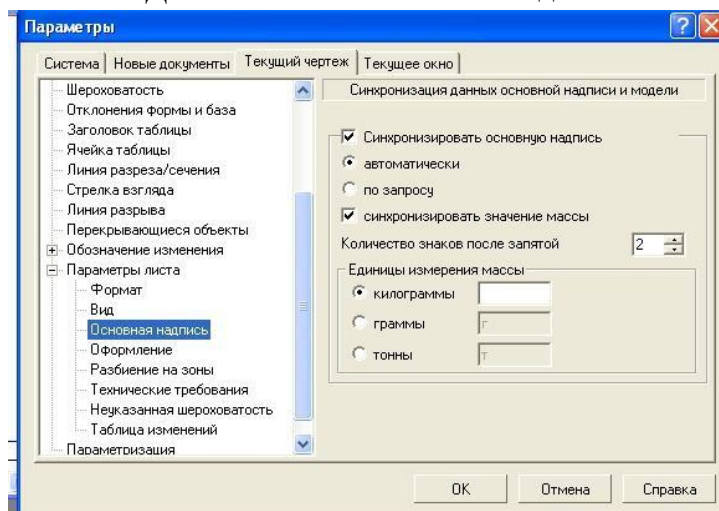 Параметры
Система Новые документы Текущий чертеж Текущее окно
Шероховатость
Отклонения формы и база
Заголовок таблицы
Ячейка таблицы
Линия разреза/сечения
Стрелка взгляда
Линия разрыва
Перекрывающиеся объекты
Обозначение изменения
Параметры листа
Формат
Вид
Основная надпись
Оформление
Разбиение на зоны
Технические требования
Неуказанная шероховатость
Таблица изменений
Параметризация
Синхронизация данных основной надписи и модели
Синхронизировать основную надпись
автоматически
по запросу
синхронизировать значение массы
Количество знаков после запятой 2
Единицы измерения массы
килограммы
граммы г
тонны т
OK Отмена Справка